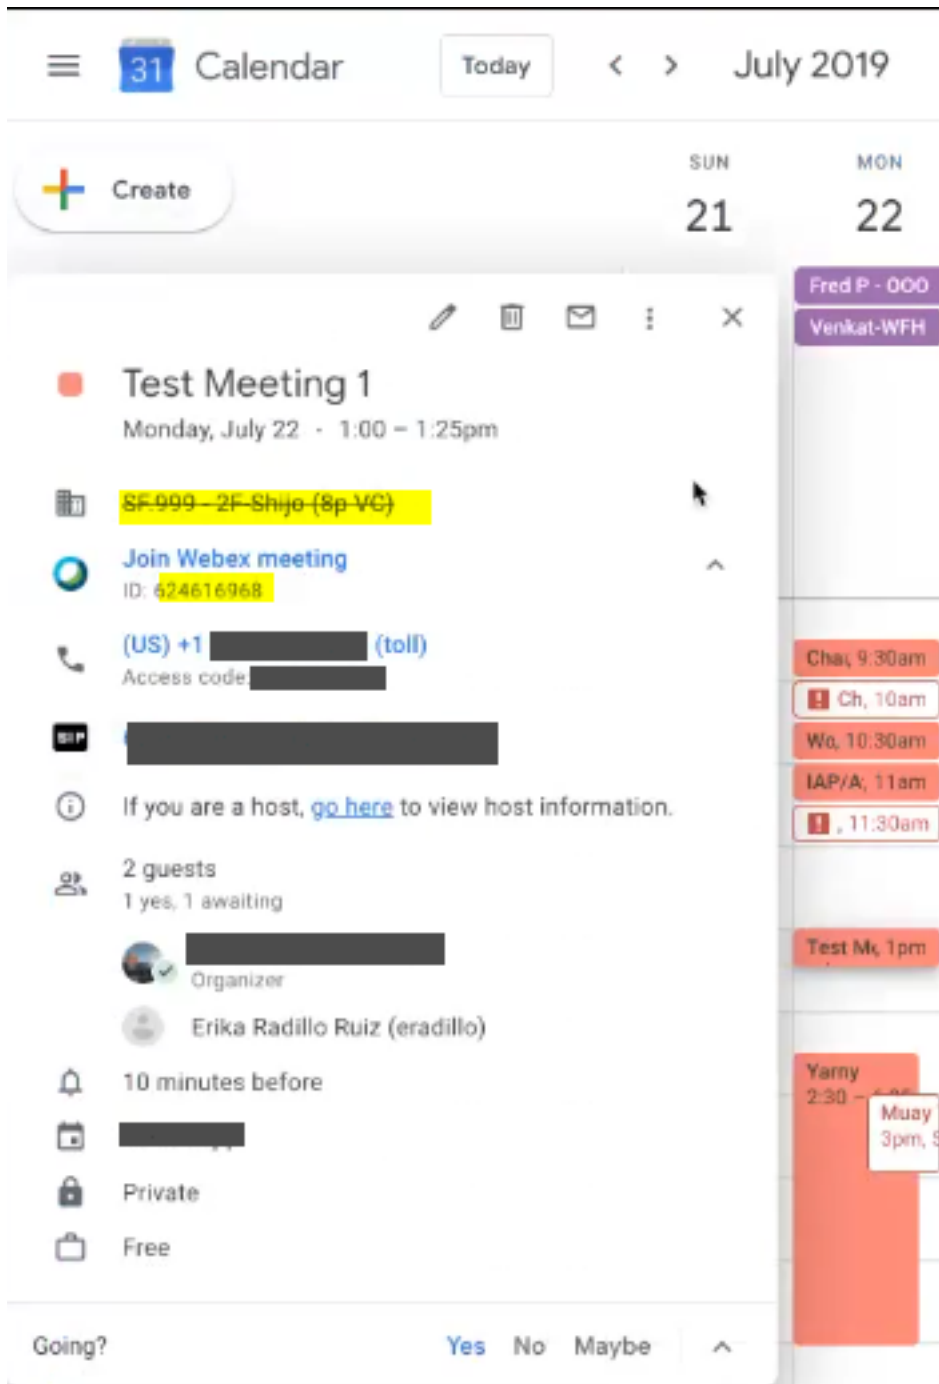 31 Calendar Today July 2019
Create
SUN MON
21 22
Fred P - OOO
Venkat-WFH
Test Meeting 1
Monday, July 22 · 1:00 – 1:25pm
SF.999 - 2F-Shijo (8p VC)
Join Webex meeting
ID: 624616968
(US) +1 (toll)
Access code:
SIP
If you are a host, go here to view host information.
2 guests
1 yes, 1 awaiting
Organizer
Erika Radillo Ruiz (eradillo)
10 minutes before
Private
Free
Going? Yes No Maybe
9:30am
Ch, 10am
Wo, 10:30am
IAP/A, 11am
, 11:30am
Test M, 1pm
Yarny
2:30 –
Muay
3pm,